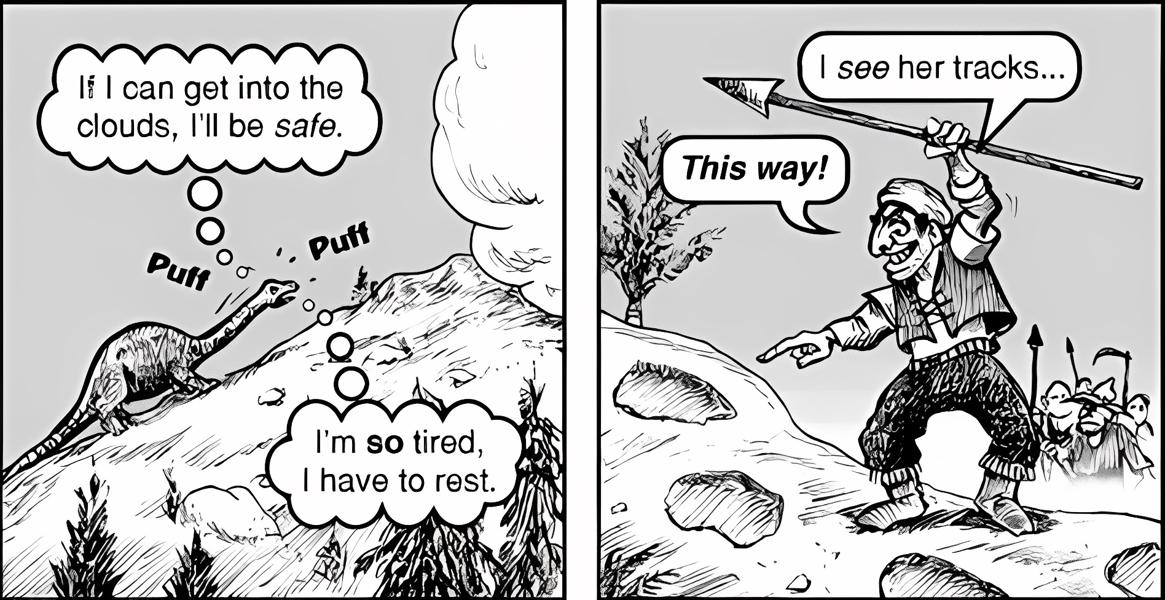 If I can get into the
clouds, I'll be safe.
Puff
Puff
I'm so tired,
I have to rest.
I see her tracks...
This way!